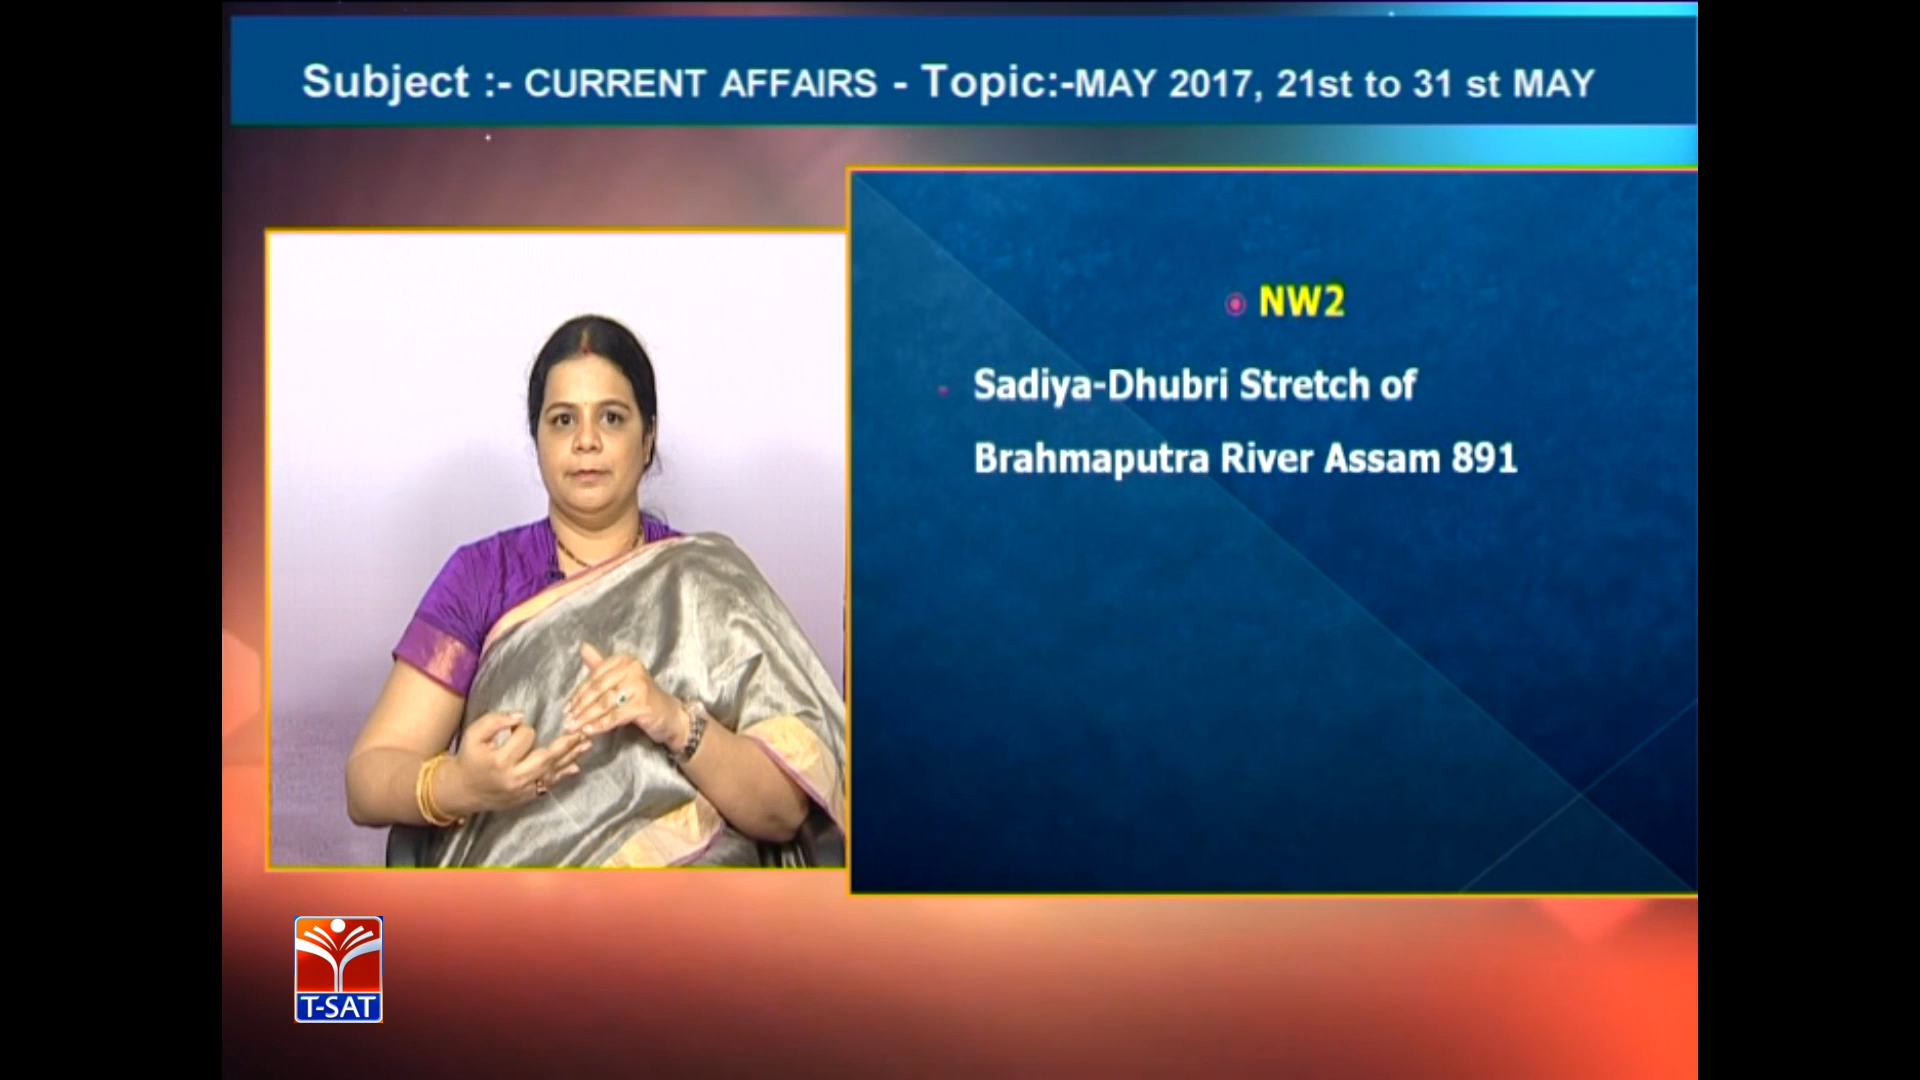 Subject :- CURRENT AFFAIRS - Topic:-MAY 2017, 21st to 31 st MAY
NW2
- Sadiya-Dhubri Stretch of
Brahmaputra River Assam 891
T-SAT